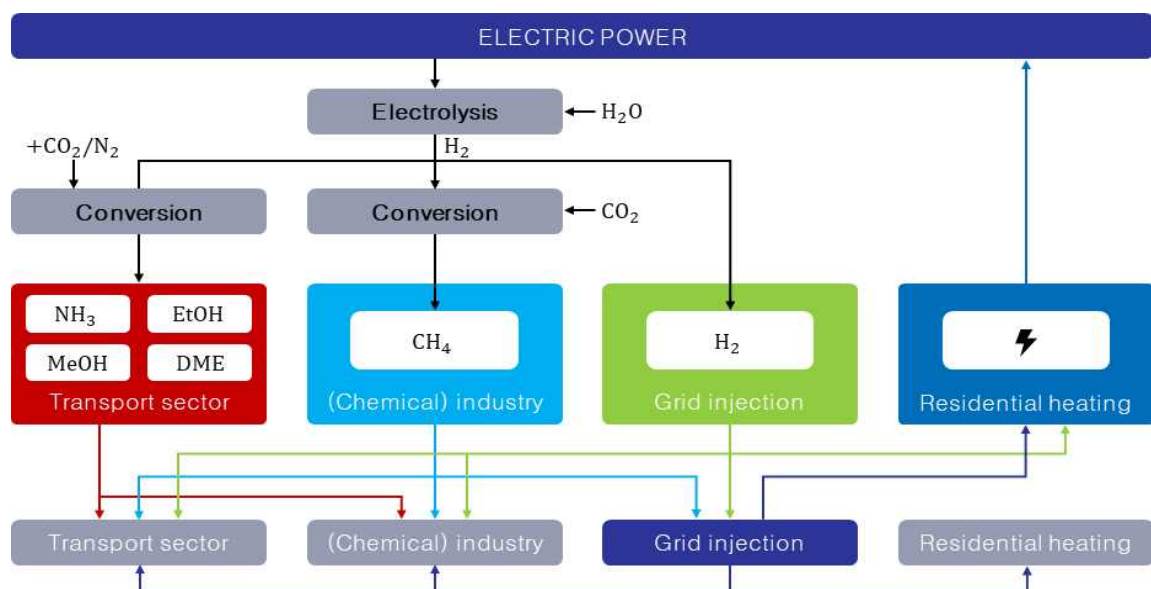 ELECTRIC POWER
Electrolysis
H₂O
+CO₂/N₂
H₂
Conversion
Conversion
CO₂
NH₃
EtOH
MeOH
DME
Transport sector
CH₄
(Chemical) industry
H₂
Grid injection
Residential heating
Transport sector
(Chemical) industry
Grid injection
Residential heating